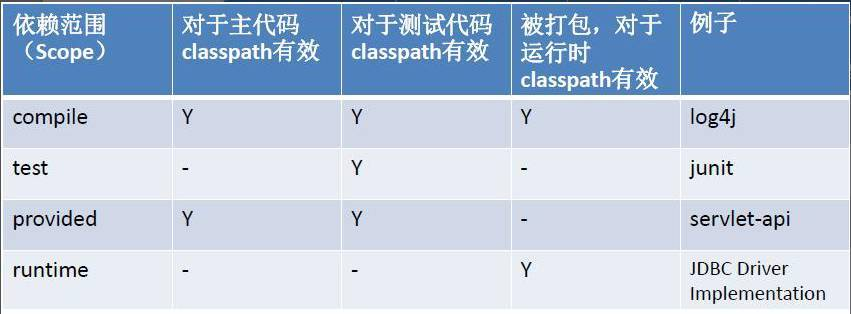 依赖范围 对于主代码 对于测试代码 被打包，对于 例子
（Scope） classpath有效 classpath有效 运行时
classpath有效
compile Y Y Y log4j
test - Y - junit
provided Y Y - servlet-api
runtime - - Y JDBC Driver
Implementation